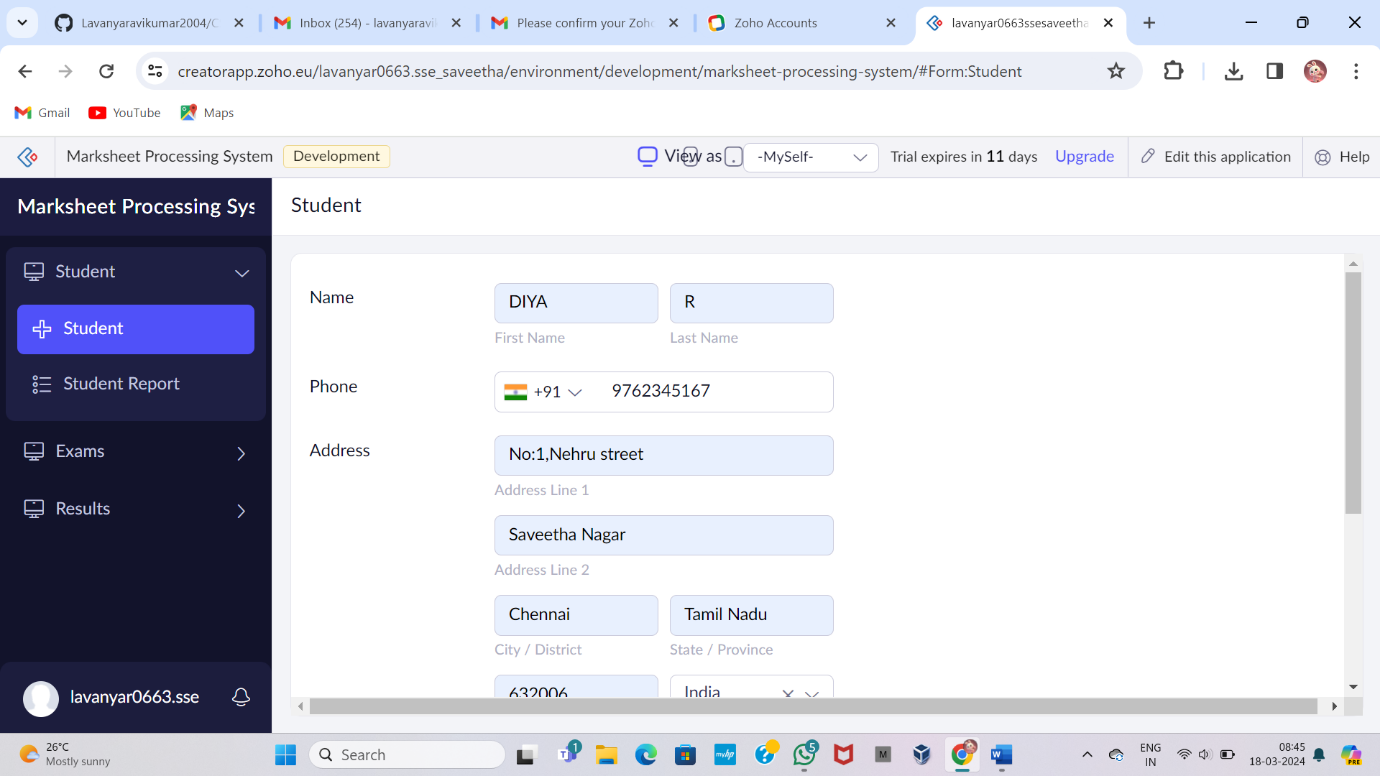 Lavanyaravikumar2004/C
Inbox (254) - lavanyaravi
Please confirm your Zoho
Zoho Accounts
lavanyar0663ssesaveetha
creatorapp.zoho.eu/lavanyar0663.sse_saveetha/environment/development/marksheet-processing-system/#Form:Student
Gmail YouTube Maps
Marksheet Processing System Development View as -MySelf- Trial expires in 11 days Upgrade Edit this application Help
Marksheet Processing Sys
Student
Student
Student
Student Report
Exams
Results
lavanyar0663.sse
Name DIYA R
First Name Last Name
Phone +91 9762345167
Address No:1,Nehru street
Address Line 1
Saveetha Nagar
Address Line 2
Chennai Tamil Nadu
City / District State / Province
632006 India
26°C
Mostly sunny
Search
1
myhp
5
M
PRE
ENG
IN
08:45
18-03-2024